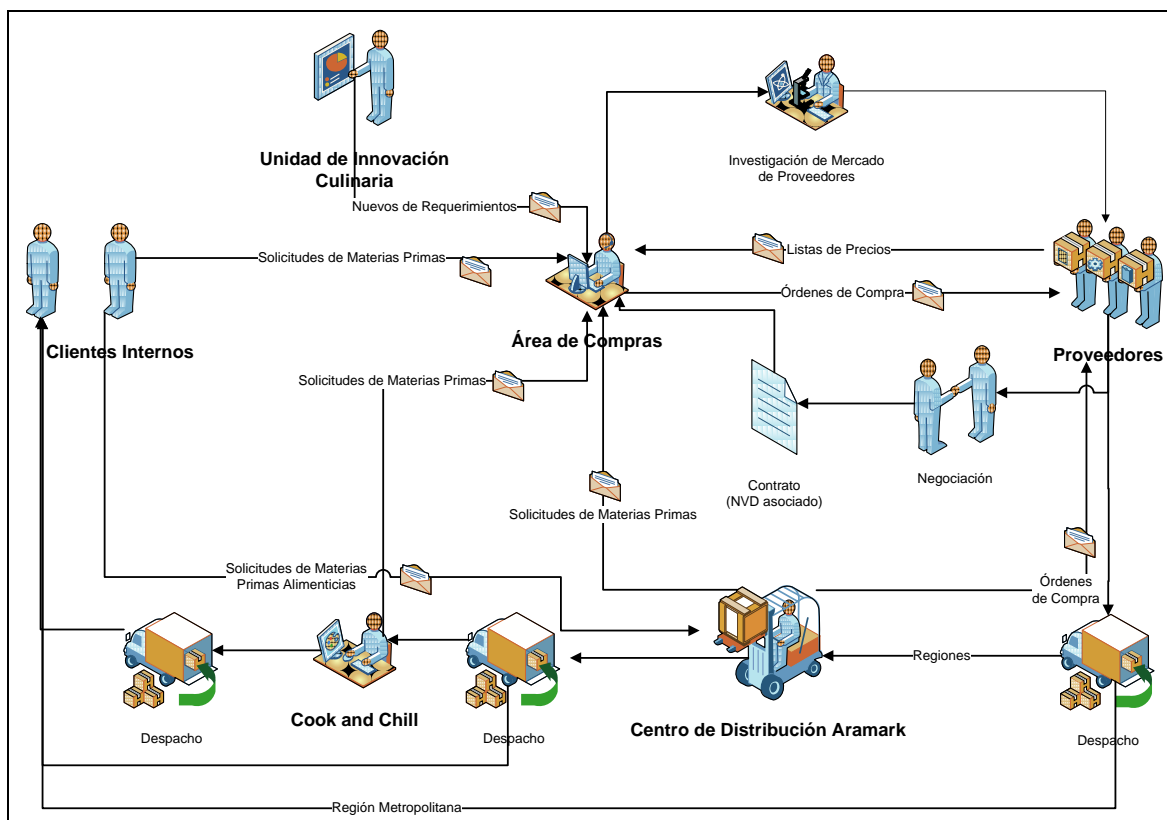 Unidad de Innovación
Culinaria
Investigación de Mercado
de Proveedores
Nuevos de Requerimientos
Solicitudes de Materias Primas
Listas de Precios
Órdenes de Compra
Clientes Internos
Área de Compras
Proveedores
Solicitudes de Materias Primas
Negociación
Contrato
(NVD asociado)
Solicitudes de Materias Primas
Solicitudes de Materias
Primas Alimenticias
Órdenes
de Compra
Regiones
Cook and Chill
Centro de Distribución Aramark
Despacho
Despacho
Despacho
Región Metropolitana